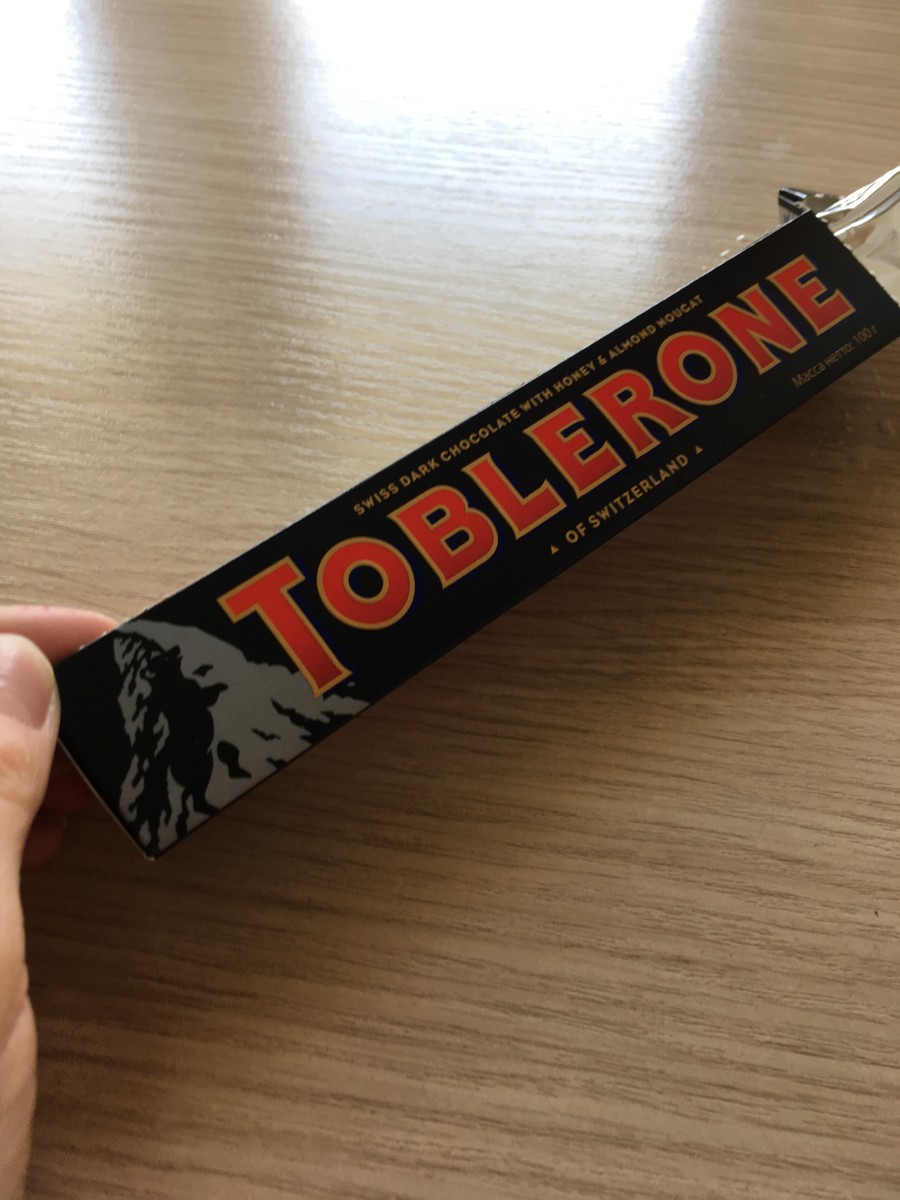 SWISS DARK CHOCOLATE WITH HONEY & ALMOND NOUGAT
TOBLERONE
▲ OF SWITZERLAND ▲
Масса нетто: 100 г